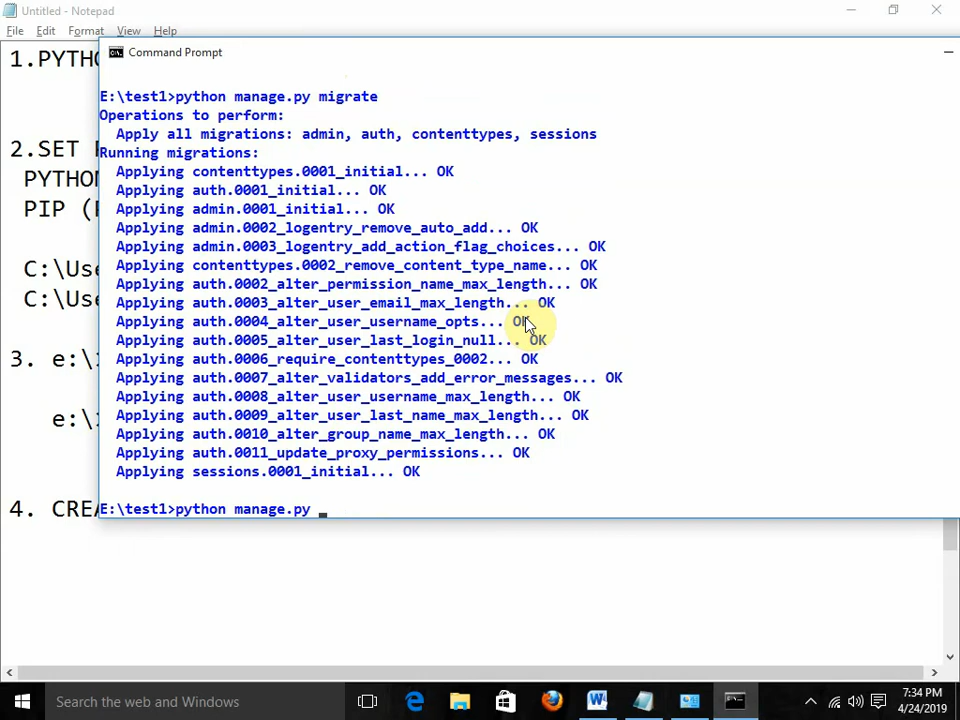 Untitled - Notepad
File Edit Format View Help
1.PYTHO
Command Prompt
E:\test1>python manage.py migrate
Operations to perform:
Apply all migrations: admin, auth, contenttypes, sessions
2.SET
Running migrations:
Applying contenttypes.0001_initial... OK
PYTHON
Applying auth.0001_initial... OK
PIP (
Applying admin.0001_initial... OK
Applying admin.0002_logentry_remove_auto_add... OK
Applying admin.0003_logentry_add_action_flag_choices... OK
C:\Use
Applying contenttypes.0002_remove_content_type_name... OK
Applying auth.0002_alter_permission_name_max_length... OK
C:\Use
Applying auth.0003_alter_user_email_max_length... OK
Applying auth.0004_alter_user_username_opts... OK
Applying auth.0005_alter_user_last_login_null... OK
3. e:\
Applying auth.0006_require_contenttypes_0002... OK
Applying auth.0007_alter_validators_add_error_messages... OK
Applying auth.0008_alter_user_username_max_length... OK
e:\
Applying auth.0009_alter_user_last_name_max_length... OK
Applying auth.0010_alter_group_name_max_length... OK
Applying auth.0011_update_proxy_permissions... OK
Applying sessions.0001_initial... OK
4. CREA
E:\test1>python manage.py _
Search the web and Windows
7:34 PM
4/24/2019